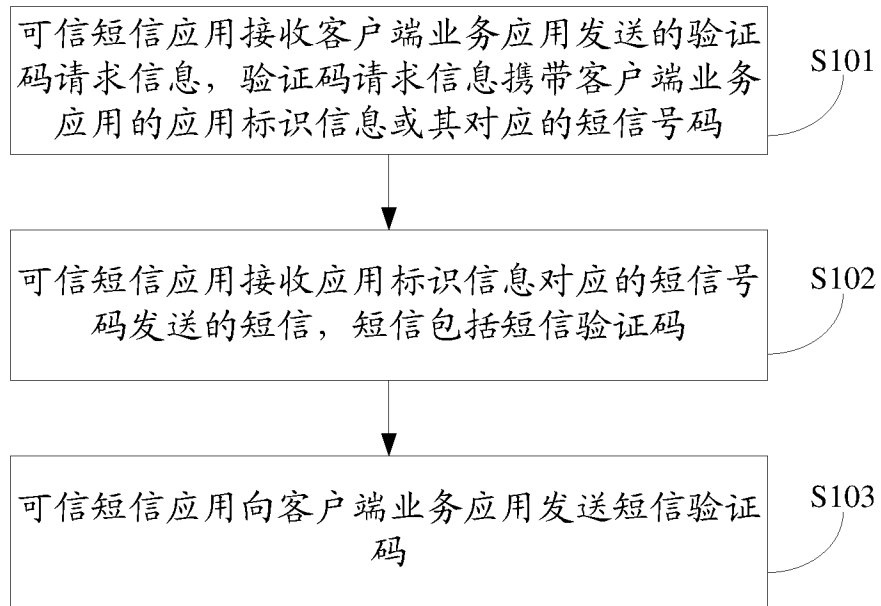 可信短信应用接收客户端业务应用发送的验证
码请求信息，验证码请求信息携带客户端业务
应用的应用标识信息或其对应的短信号码
S101
可信短信应用接收应用标识信息对应的短信号
码发送的短信，短信包括短信验证码
S102
可信短信应用向客户端业务应用发送短信验证
码
S103